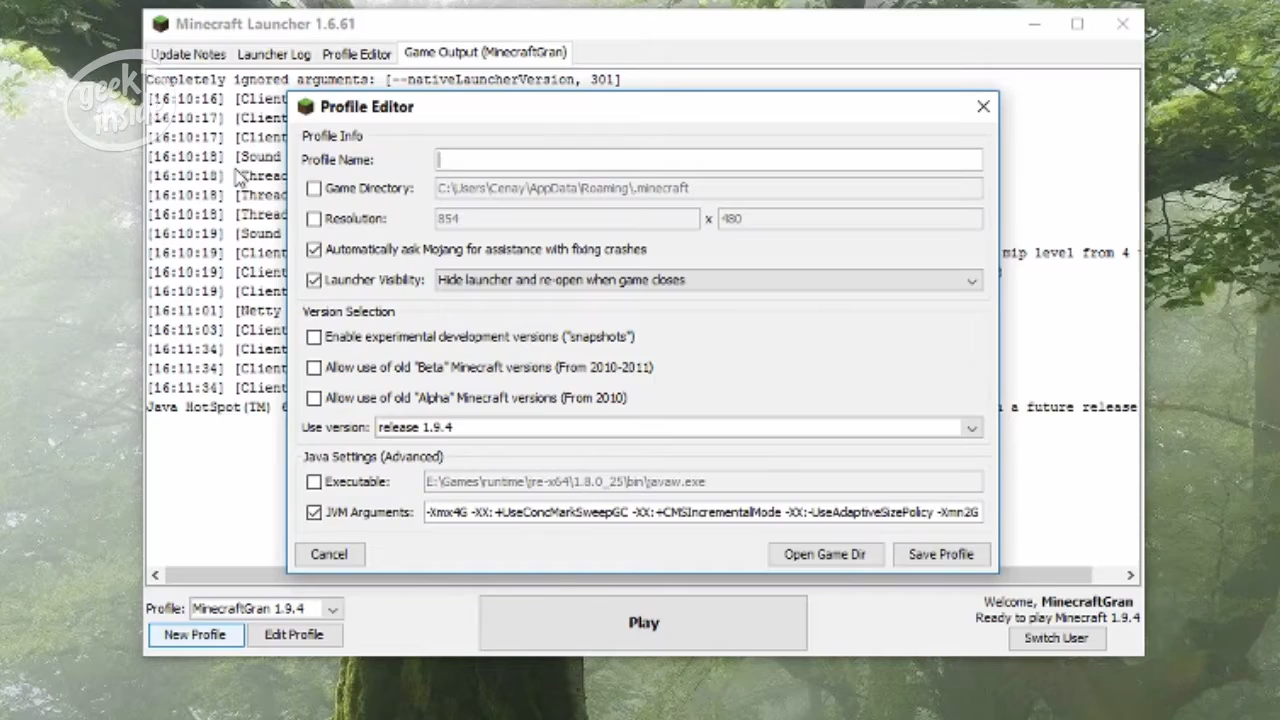 Minecraft Launcher 1.6.61
Update Notes Launcher Log Profile Editor Game Output (MinecraftGran)
geek
inside
Completely ignored arguments: [--nativeLauncherVersion, 301]
[16:10:16] [Client
[16:10:17] [Client
[16:10:17] [Client
[16:10:18] [Sound
[16:10:18] [Thread
[16:10:18] [Thread
[16:10:18] [Thread
[16:10:19] [Sound
[16:10:19] [Client mip level from 4
[16:10:19] [Client
[16:10:19] [Client
[16:11:01] [Netty
[16:11:03] [Client
[16:11:34] [Client
[16:11:34] [Client
[16:11:34] [Client
Java HotSpot(TM) 6 n a future release
Profile Editor
Profile Info
Profile Name:
Game Directory: C:\Users\Cenay\AppData\Roaming\.minecraft
Resolution: 854 x 480
Automatically ask Mojang for assistance with fixing crashes
Launcher Visibility: Hide launcher and re-open when game closes
Version Selection
Enable experimental development versions ("snapshots")
Allow use of old "Beta" Minecraft versions (From 2010-2011)
Allow use of old "Alpha" Minecraft versions (From 2010)
Use version: release 1.9.4
Java Settings (Advanced)
Executable: E:\Games\runtime\jre-x64\1.8.0_25\bin\javaw.exe
JVM Arguments: -Xmx4G -XX:+UseConcMarkSweepGC -XX:+CMSIncrementalMode -XX:-UseAdaptiveSizePolicy -Xmn2G
Cancel Open Game Dir Save Profile
Profile: MinecraftGran 1.9.4
New Profile Edit Profile
Play
Welcome, MinecraftGran
Ready to play Minecraft 1.9.4
Switch User